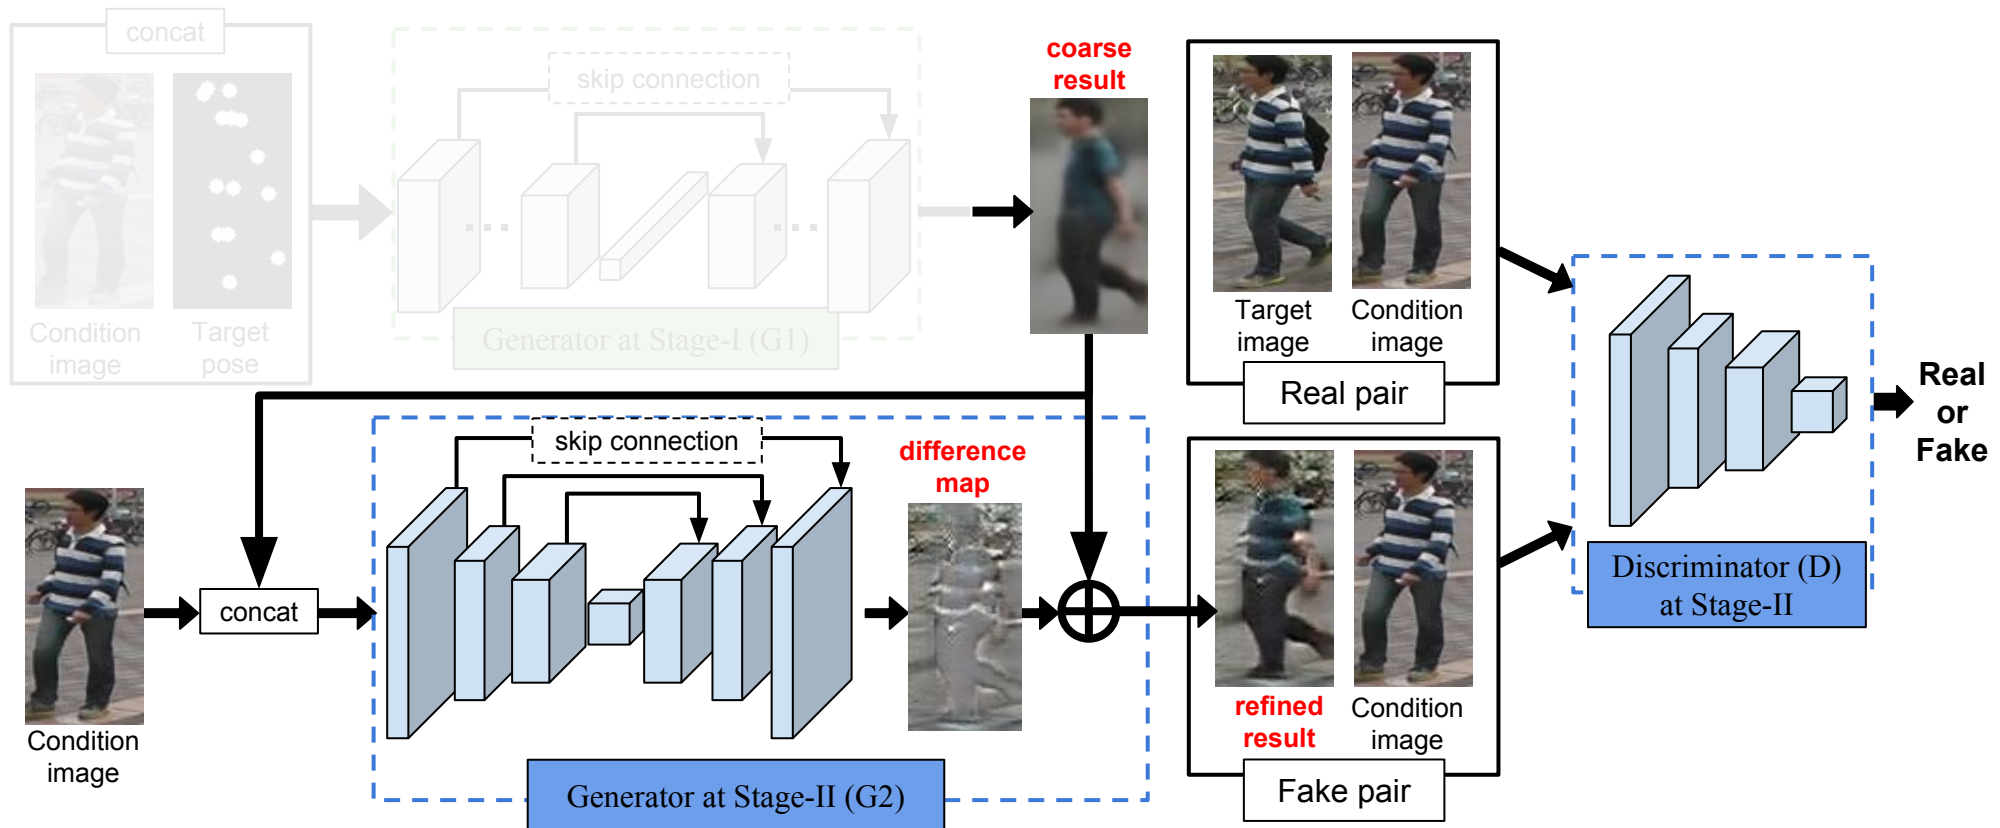 concat
Condition
image
Target
pose
skip connection
Generator at Stage-I (G1)
coarse
result
Target
image
Condition
image
Real pair
concat
Condition
image
skip connection
difference
map
Generator at Stage-II (G2)
refined
result
Condition
image
Fake pair
Discriminator (D)
at Stage-II
Real
or
Fake